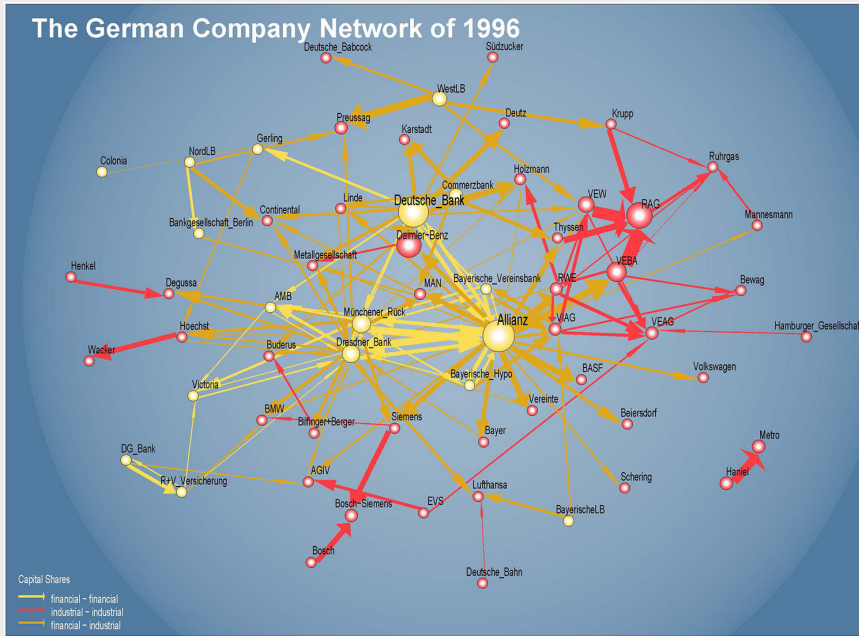 The German Company Network of 1996
Deutsche_Babcock
Südzucker
WestLB
Preussag
Deutz
Krupp
Karstadt
Gerling
NordLB
Colonia
Ruhrgas
Holzmann
Commerzbank
VEW
RAG
Linde
Deutsche_Bank
Continental
Bankgesellschaft_Berlin
Mannesmann
Thyssen
Daimler-Benz
Metallgesellschaft
VEBA
Henkel
Degussa
MAN
Bayerische_Vereinsbank
RWE
Bewag
AMB
Münchener_Rück
Allianz
VIAG
VEAG
Hamburger_Gesellschaft
Hoechst
Wacker
Buderus
Dresdner_Bank
Bayerische_Hypo
BASF
Volkswagen
Victoria
Vereinte
BMW
Bilfinger+Berger
Siemens
Beiersdorf
Bayer
Metro
DG_Bank
R+V_Versicherung
AGIV
Haniel
Schering
Lufthansa
Bosch-Siemens
EVS
BayerischeLB
Bosch
Deutsche_Bahn
Capital Shares
financial - financial
industrial - industrial
financial - industrial